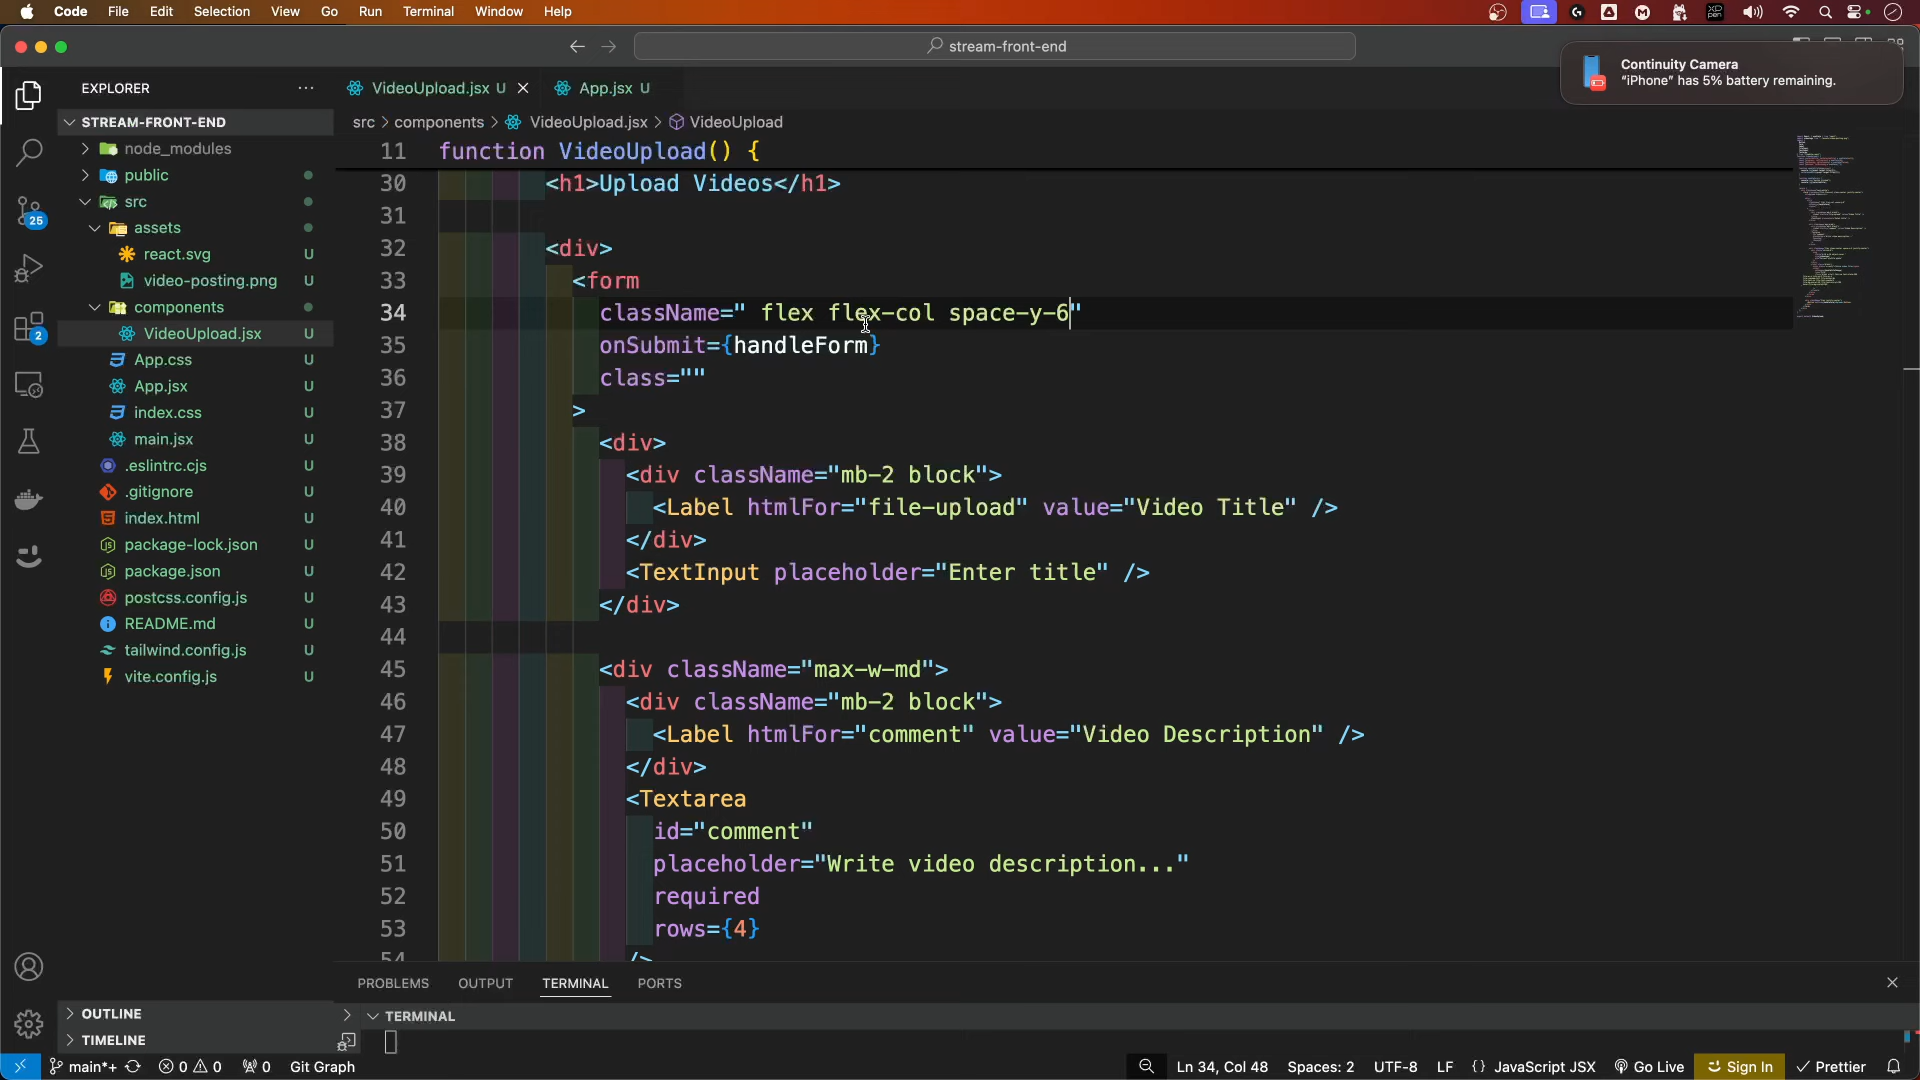 Code File Edit Selection View Go Run Terminal Window Help
stream-front-end
Continuity Camera
“iPhone” has 5% battery remaining.
EXPLORER
VideoUpload.jsx U
App.jsx U
STREAM-FRONT-END
src > components > VideoUpload.jsx > VideoUpload
node_modules
public
src
assets
react.svg U
video-posting.png U
components
VideoUpload.jsx U
App.css U
App.jsx U
index.css U
main.jsx U
.eslintrc.cjs U
.gitignore U
index.html U
package-lock.json U
package.json U
postcss.config.js U
README.md U
tailwind.config.js U
vite.config.js U
25
2
OUTLINE
TIMELINE
11 function VideoUpload() {
30 <h1>Upload Videos</h1>
31
32 <div>
33 <form
34 className=" flex flex-col space-y-6"
35 onSubmit={handleForm}
36 class=""
37 >
38 <div>
39 <div className="mb-2 block">
40 <Label htmlFor="file-upload" value="Video Title" />
41 </div>
42 <TextInput placeholder="Enter title" />
43 </div>
44
45 <div className="max-w-md">
46 <div className="mb-2 block">
47 <Label htmlFor="comment" value="Video Description" />
48 </div>
49 <Textarea
50 id="comment"
51 placeholder="Write video description..."
52 required
53 rows={4}
54 />
PROBLEMS OUTPUT TERMINAL PORTS
TERMINAL
main*+ 0 0 0 Git Graph
Ln 34, Col 48 Spaces: 2 UTF-8 LF {} JavaScript JSX Go Live Sign In Prettier